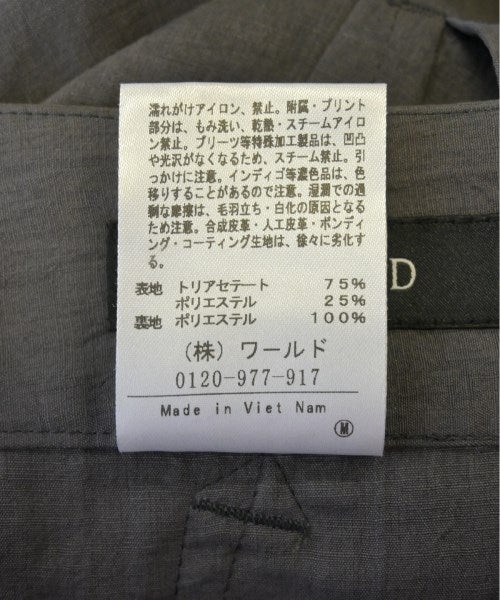 濡れがけアイロン、禁止。附属・プリント
部分は、もみ洗い、乾熱・スチームアイロ
ン禁止。プリーツ等特殊加工製品は、凹凸
や光沢がなくなるため、スチーム禁止。引
っかけに注意。インディゴ等濃色品は、色
移りすることがあるので注意。湿潤での過
剰な摩擦は、毛羽立ち・白化の原因となる
ため注意。合成皮革・人工皮革・ボンディ
ング・コーティング生地は、徐々に劣化す
る。
表地 トリアセテート 75%
ポリエステル 25%
裏地 ポリエステル 100%
(株) ワールド
0120-977-917
Made in Viet Nam
M
D